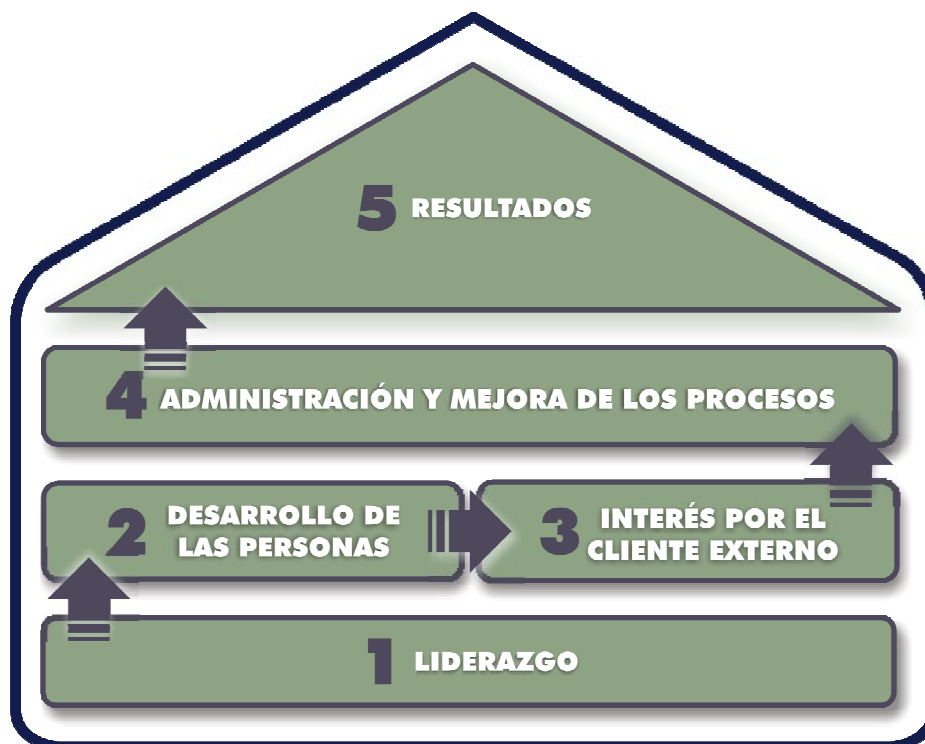 5 RESULTADOS
4 ADMINISTRACIÓN Y MEJORA DE LOS PROCESOS
2 DESARROLLO DE
LAS PERSONAS
3 INTERÉS POR EL
CLIENTE EXTERNO
1 LIDERAZGO